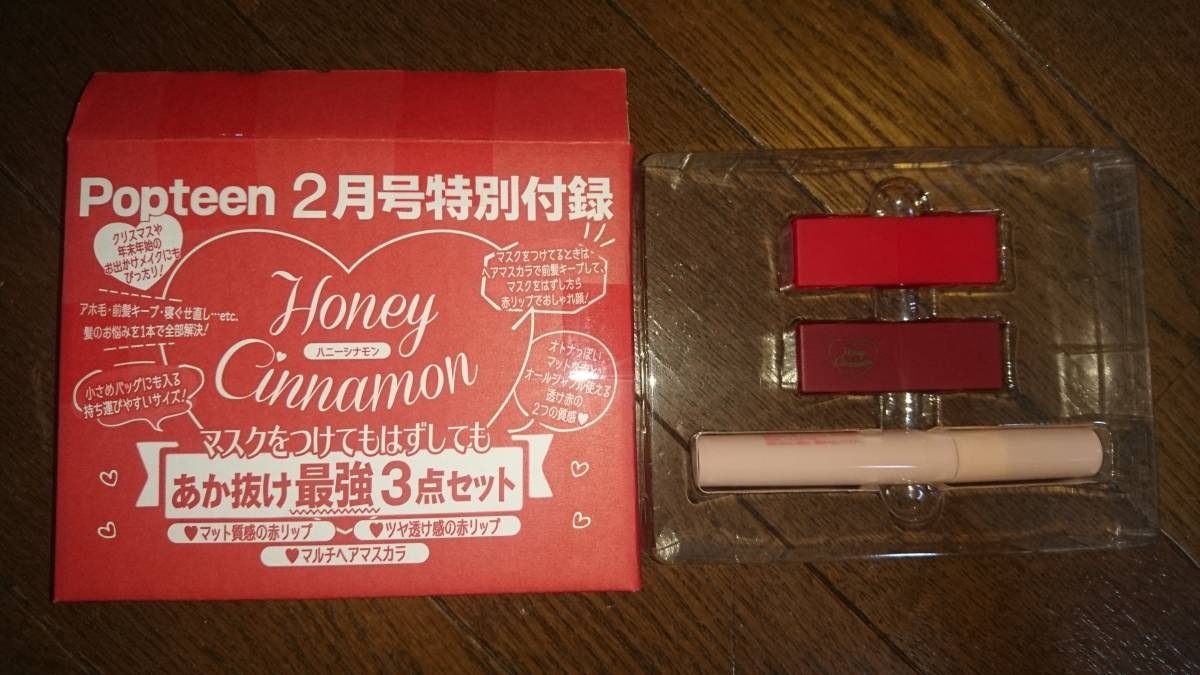 Popteen 2月号特別付録
クリスマスや
年末年始の
お出かけメイクにも
ぴったり!
マスクをつけてるときは
ヘアマスカラで前髪キープして、
マスクをはずしたら
赤リップでおしゃれ顔!
アホ毛・前髪キープ・寝ぐせ直し…etc.
髪のお悩みを1本で全部解決!
Honey
ハニーシナモン
Cinnamon
小さめバッグにも入る
持ち運びやすいサイズ!
オトナっぽい
マットな赤と
オールジャンル使える
透け赤の
2つの質感♥
マスクをつけてもはずしても
あか抜け最強3点セット
♥マット質感の赤リップ
♥ツヤ透け感の赤リップ
♥マルチヘアマスカラ
Honey
Cinnamon